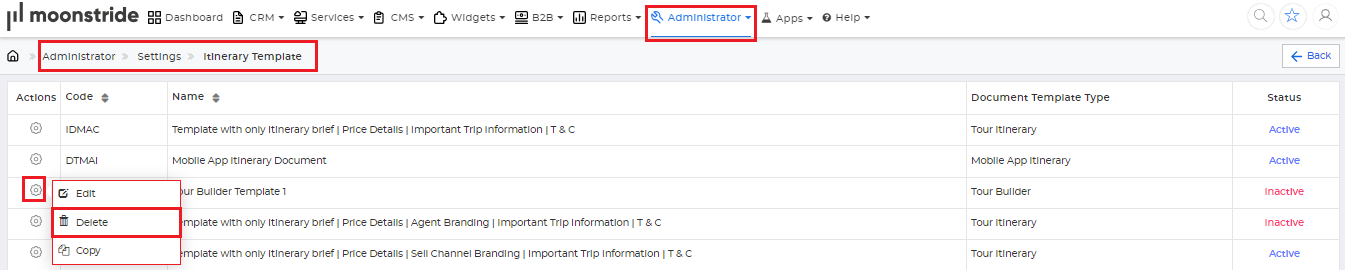 moonstride Dashboard CRM Services CMS Widgets B2B Reports Administrator Apps Help
Administrator » Settings » Itinerary Template Back
Actions Code Name Document Template Type Status
IDMAC Template with only itinerary brief | Price Details | Important Trip Information | T & C Tour Itinerary Active
DTMAI Mobile App Itinerary Document Mobile App Itinerary Active
Edit Tour Builder Template 1 Tour Builder Inactive
Delete Template with only itinerary brief | Price Details | Agent Branding | Important Trip Information | T & C Tour Itinerary Inactive
Copy Template with only itinerary brief | Price Details | Sell Channel Branding | Important Trip Information | T & C Tour Itinerary Active